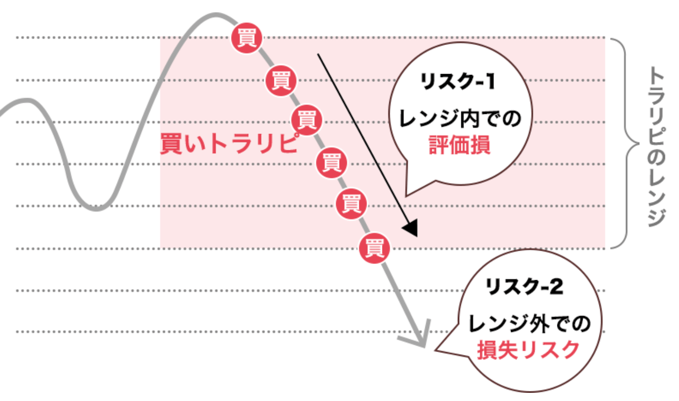 買
買
買
買
買
買
買いトラリピ
リスク-1
レンジ内での
評価損
トラリピのレンジ
リスク-2
レンジ外での
損失リスク